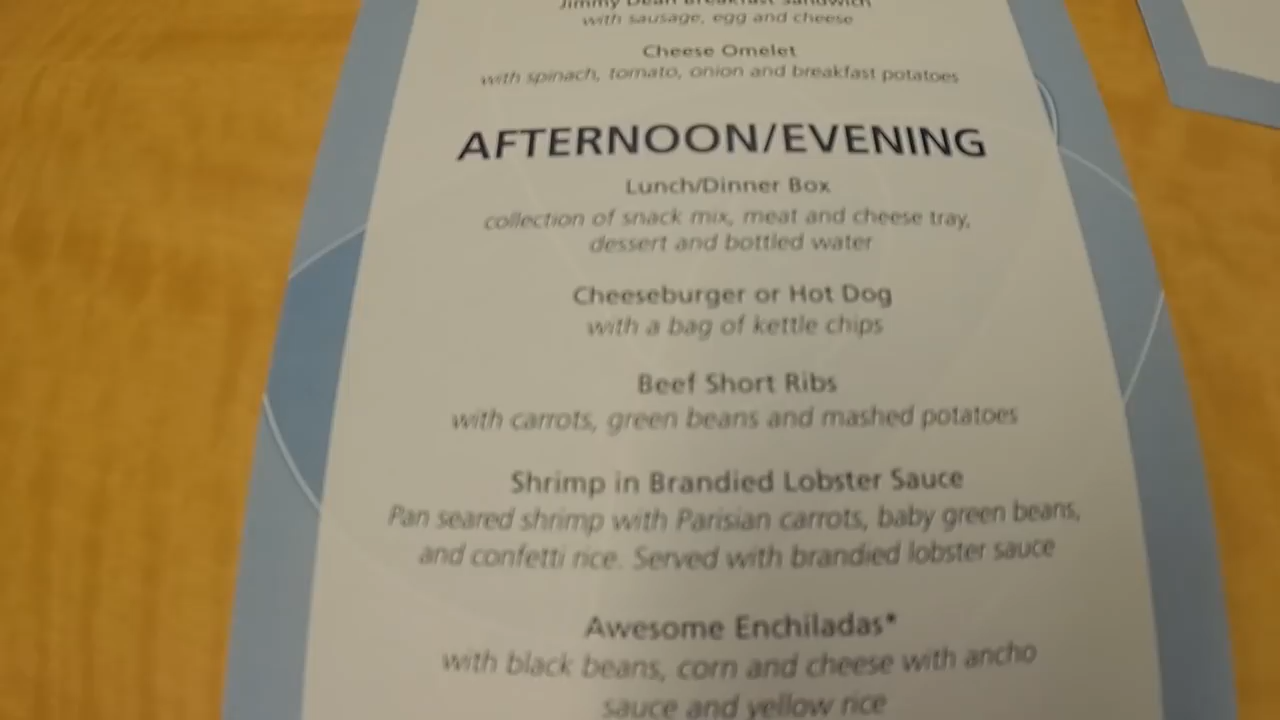 Jimmy Dean Breakfast Sandwich
with sausage, egg and cheese
Cheese Omelet
with spinach, tomato, onion and breakfast potatoes
AFTERNOON/EVENING
Lunch/Dinner Box
collection of snack mix, meat and cheese tray,
dessert and bottled water
Cheeseburger or Hot Dog
with a bag of kettle chips
Beef Short Ribs
with carrots, green beans and mashed potatoes
Shrimp in Brandied Lobster Sauce
Pan seared shrimp with Parisian carrots, baby green beans,
and confetti rice. Served with brandied lobster sauce
Awesome Enchiladas*
with black beans, corn and cheese with ancho
sauce and yellow rice